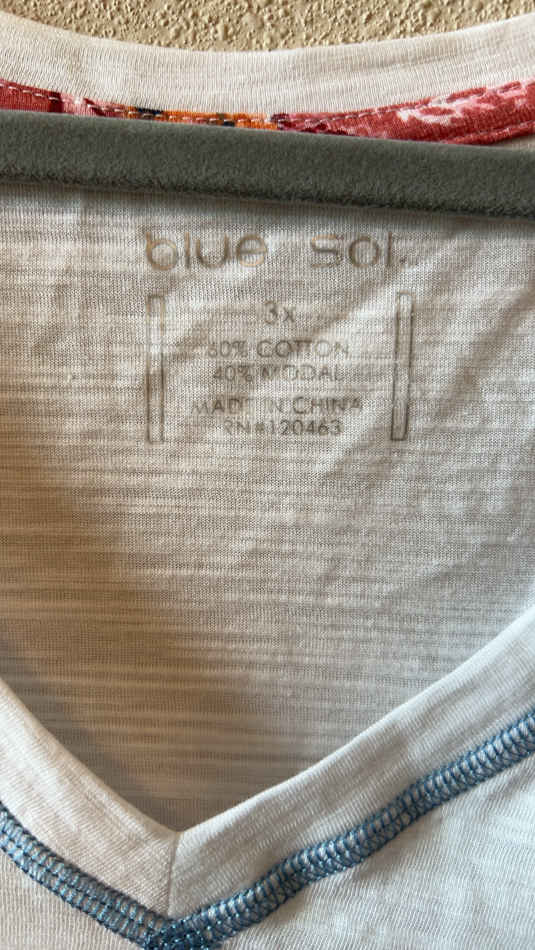 blue sol.
3x
60% COTTON
40% MODAL
MADE IN CHINA
RN#120463